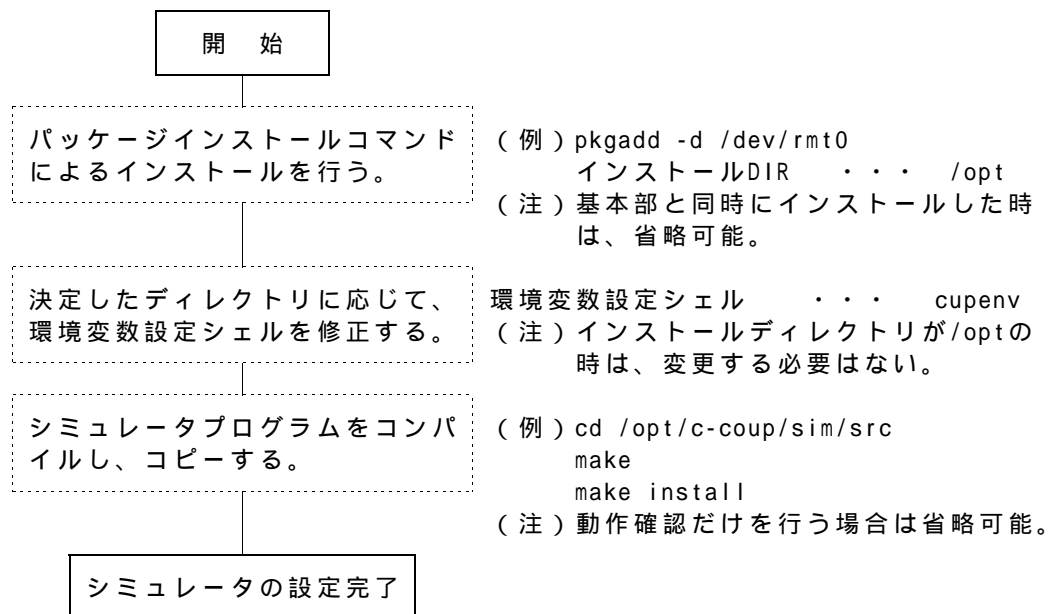 開 始
パッケージインストールコマンド
によるインストールを行う。
(例)pkgadd -d /dev/rmt0
インストールDIR ・・・ /opt
(注)基本部と同時にインストールした時
は、省略可能。
決定したディレクトリに応じて、
環境変数設定シェルを修正する。
環境変数設定シェル ・・・ cupenv
(注)インストールディレクトリが/optの
時は、変更する必要はない。
シミュレータプログラムをコンパ
イルし、コピーする。
(例)cd /opt/c-coup/sim/src
make
make install
(注)動作確認だけを行う場合は省略可能。
シミュレータの設定完了